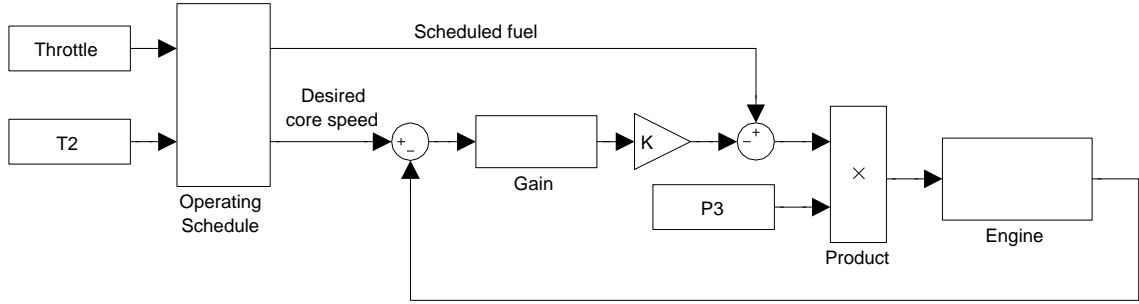 Throttle
T2
Operating
Schedule
Scheduled fuel
Desired
core speed
+
−
Gain
K
+
−
P3
×
Product
Engine